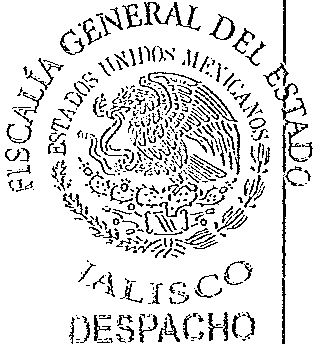 FISCALÍA GENERAL DEL ESTADO
ESTADOS UNIDOS MEXICANOS
JALISCO
DESPACHO